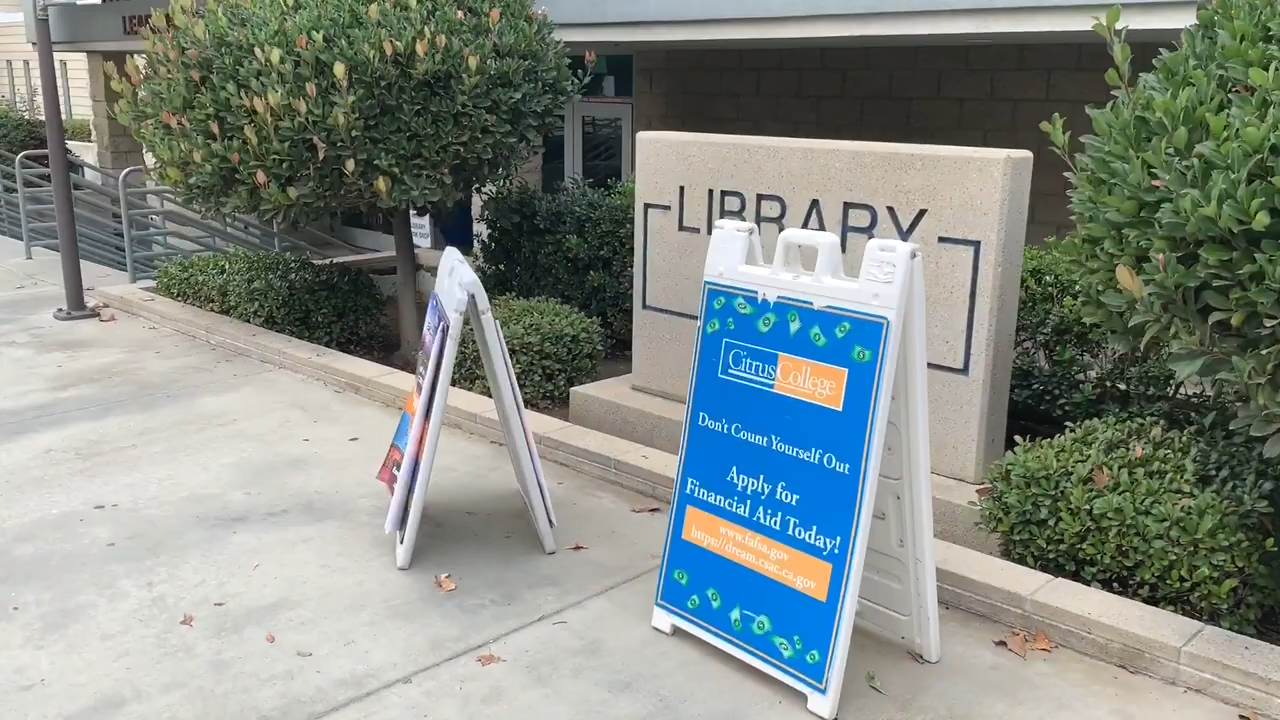 LIBRARY
Citrus College
Don't Count Yourself Out
Apply for
Financial Aid Today!
www.fafsa.gov
https://dream.csac.ca.gov